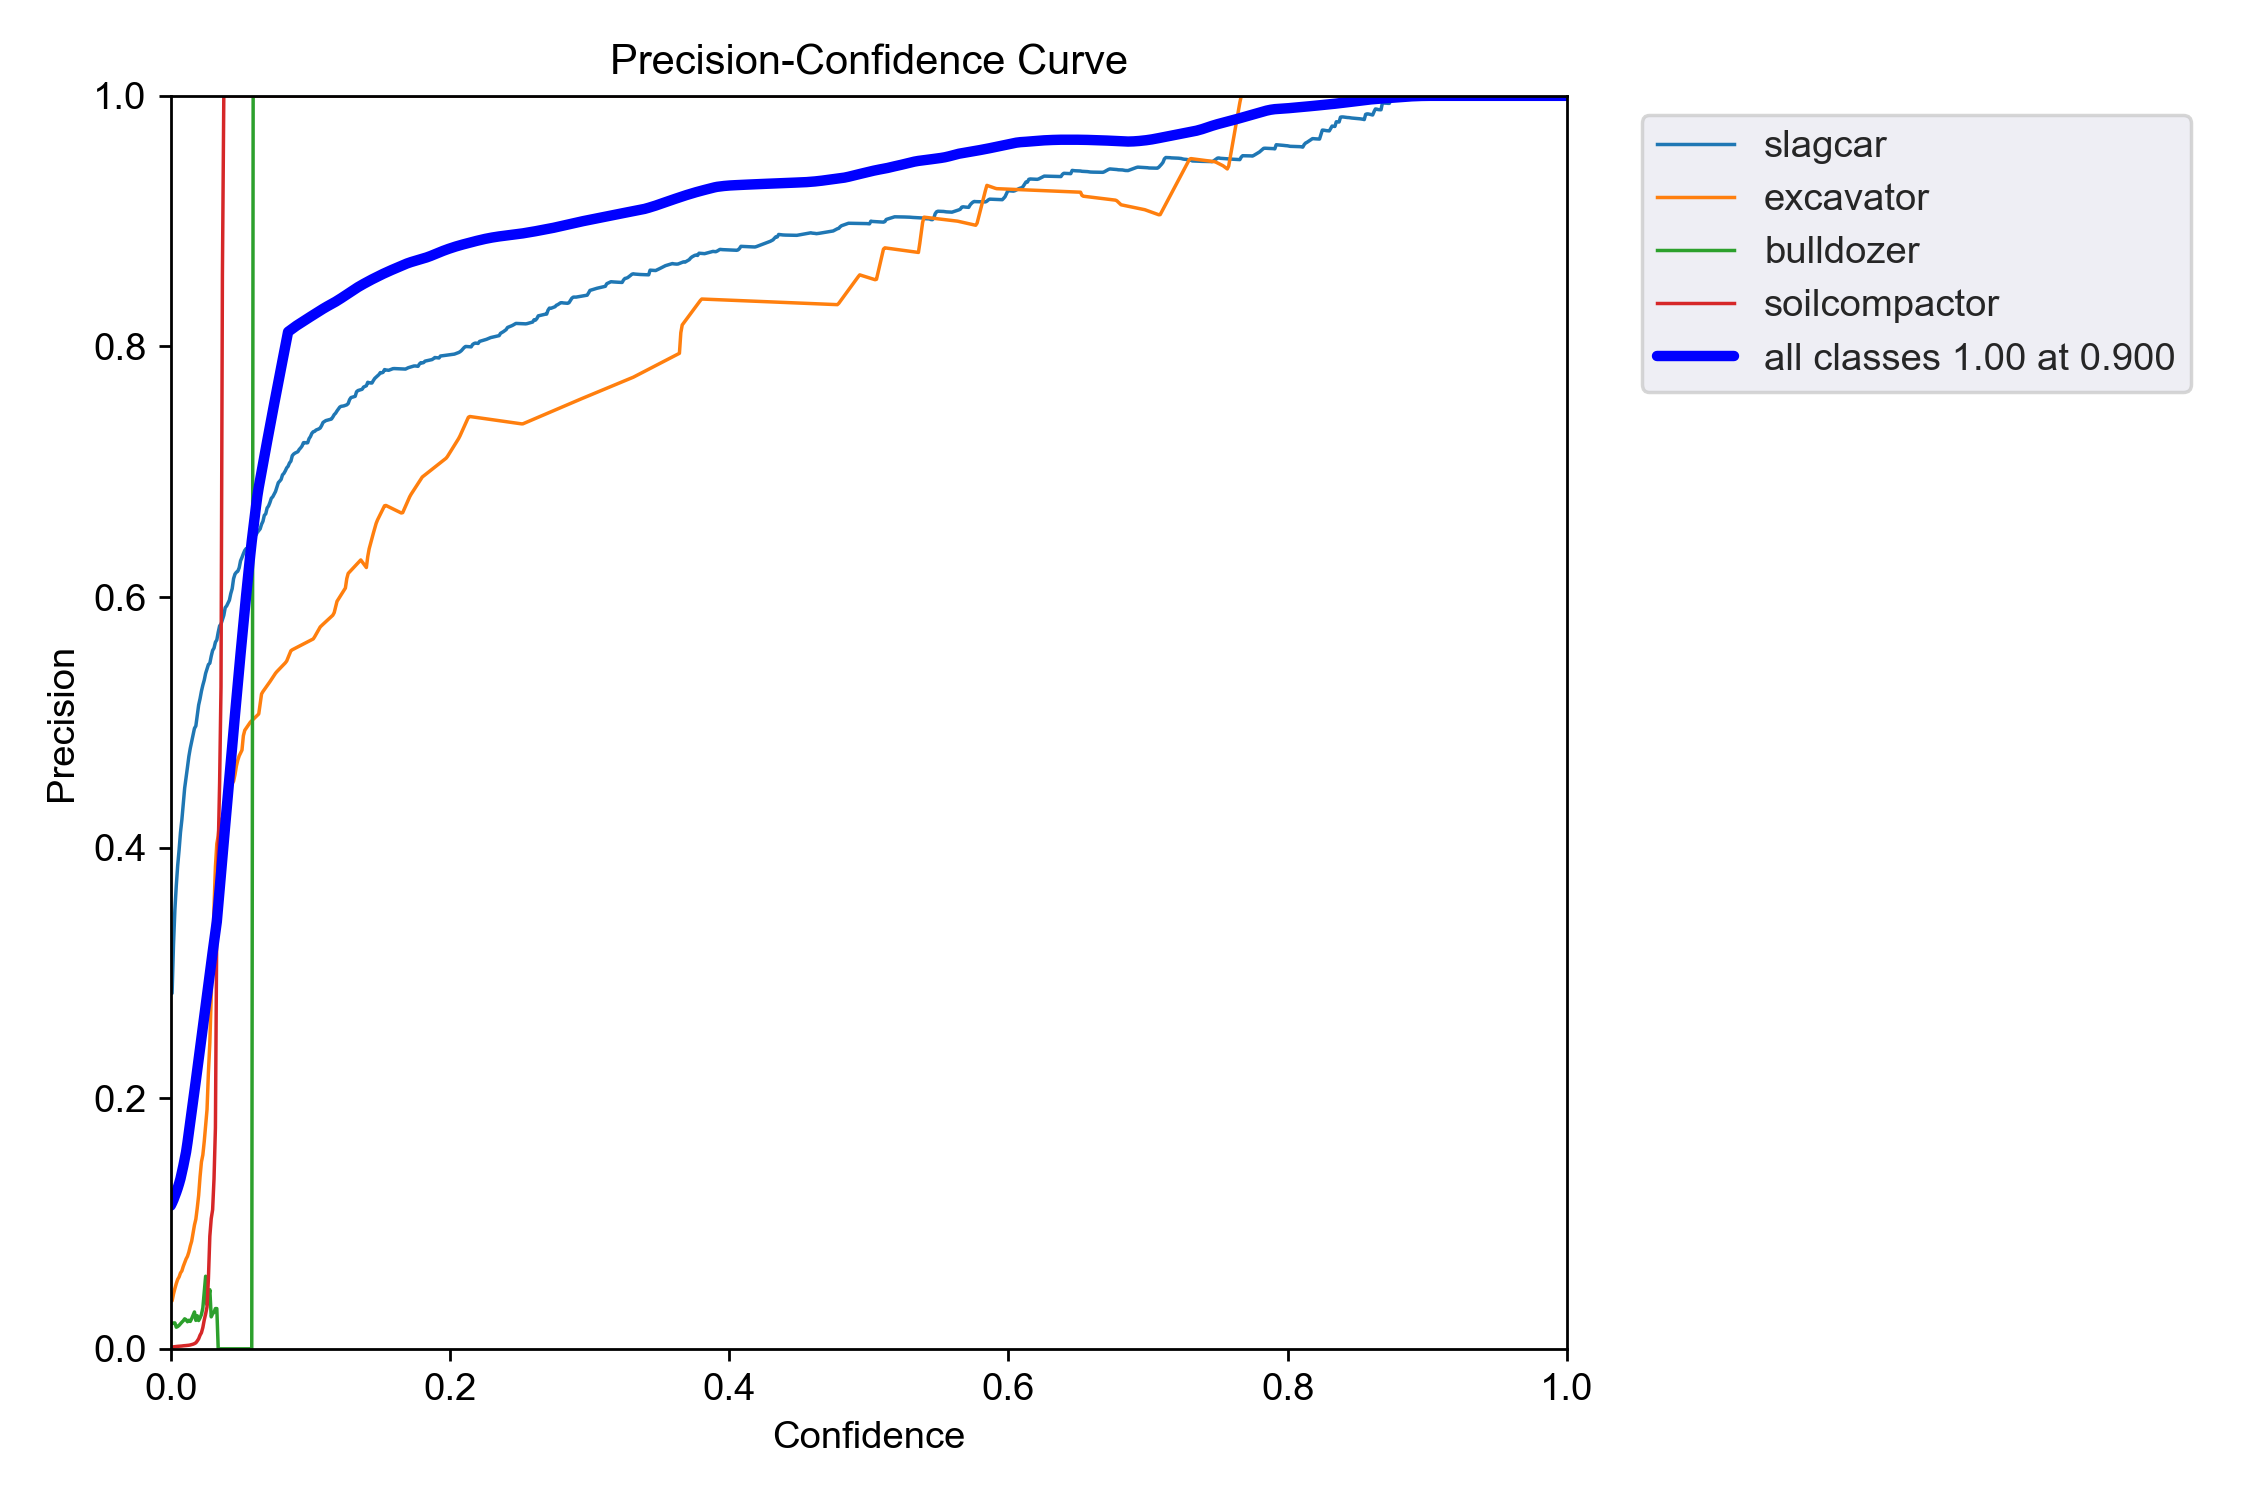 Precision-Confidence Curve
1.0
0.8
0.6
0.4
0.2
0.0
Precision
0.0 0.2 0.4 0.6 0.8 1.0
Confidence
slagcar
excavator
bulldozer
soilcompactor
all classes 1.00 at 0.900